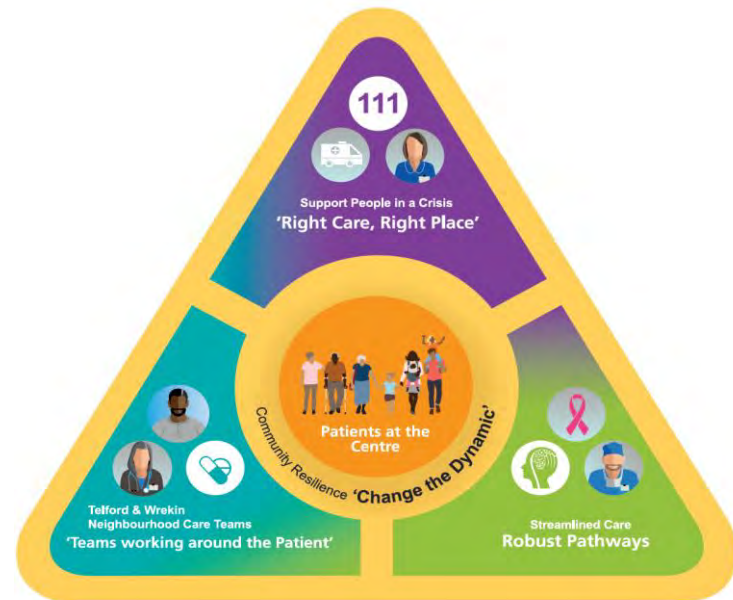 111
Support People in a Crisis
'Right Care, Right Place'
Patients at the
Centre
Community Resilience 'Change the Dynamic'
Telford & Wrekin
Neighbourhood Care Teams
'Teams working around the Patient'
Streamlined Care
Robust Pathways